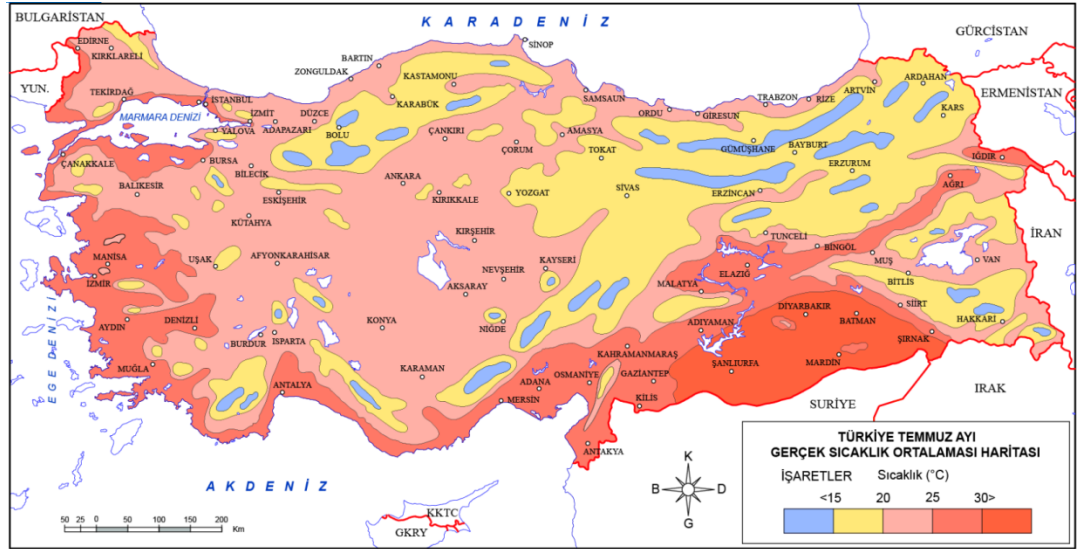 BULGARİSTAN
K A R A D E N İ Z
GÜRCİSTAN
EDİRNE
KIRKLARELİ
SİNOP
BARTIN
ZONGULDAK
KASTAMONU
YUN.
TEKİRDAĞ
İSTANBUL
KARABÜK
SAMSAUN
TRABZON
RİZE
ARTVİN
ARDAHAN
ERMENİSTAN
MARMARA DENİZİ
İZMİT
DÜZCE
ORDU
GİRESUN
KARS
YALOVA
ADAPAZARI
BOLU
ÇANKIRI
AMASYA
ÇORUM
GÜMÜŞHANE
BAYBURT
ÇANAKKALE
BURSA
TOKAT
ERZURUM
IĞDIR
BİLECİK
ANKARA
AĞRI
BALIKESİR
ESKİŞEHİR
KIRIKKALE
YOZGAT
SİVAS
ERZİNCAN
KÜTAHYA
KIRŞEHİR
TUNCELİ
BİNGÖL
İRAN
MANİSA
UŞAK
AFYONKARAHİSAR
NEVŞEHİR
KAYSERİ
ELAZIĞ
MUŞ
VAN
İZMİR
AKSARAY
MALATYA
BİTLİS
EGE DENİZİ
AYDIN
DENİZLİ
KONYA
NİĞDE
DİYARBAKIR
BATMAN
SİİRT
HAKKARİ
BURDUR
ISPARTA
ADIYAMAN
ŞIRNAK
MUĞLA
KARAMAN
KAHRAMANMARAŞ
ŞANLIURFA
MARDİN
ANTALYA
ADANA
OSMANİYE
GAZİANTEP
MERSİN
KİLİS
SURİYE
IRAK
ANTAKYA
A K D E N İ Z
K
B D
G
KKTC
GKRY
50 25 0 50 100 150 200
Km
TÜRKİYE TEMMUZ AYI
GERÇEK SICAKLIK ORTALAMASI HARİTASI
İŞARETLER Sıcaklık (°C)
<15 20 25 30>